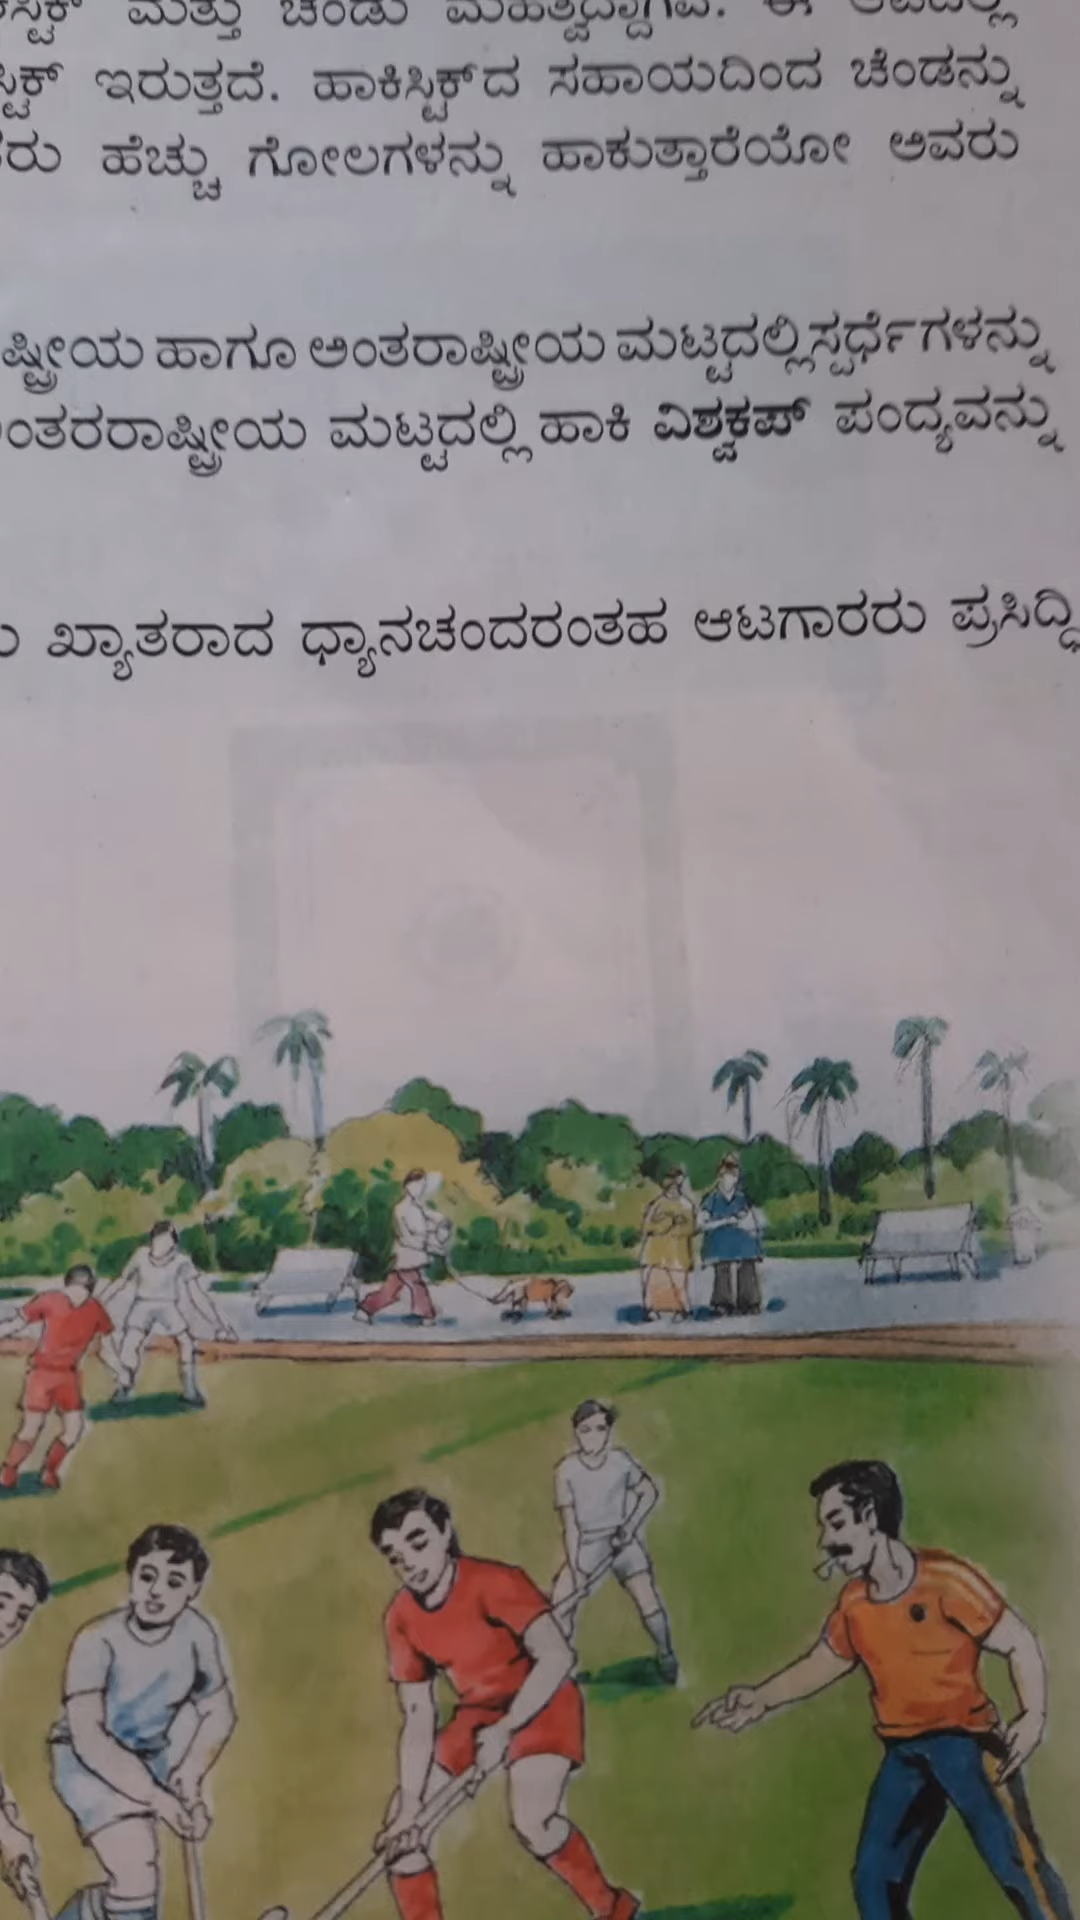 ಮತ್ತು ಚೆಂಡು
ಇರುತ್ತದೆ. ಹಾಕಿಸ್ಟಿಕ್‌ದ ಸಹಾಯದಿಂದ ಚೆಂಡನ್ನು
ಹೆಚ್ಚು ಗೋಲಗಳನ್ನು ಹಾಕುತ್ತಾರೆಯೋ ಅವರು
ಷ್ಟ್ರೀಯ ಹಾಗೂ ಅಂತರಾಷ್ಟ್ರೀಯ ಮಟ್ಟದಲ್ಲಿ ಸ್ಪರ್ಧೆಗಳನ್ನು
ಂತರರಾಷ್ಟ್ರೀಯ ಮಟ್ಟದಲ್ಲಿ ಹಾಕಿ ವಿಶ್ವಕಪ್ ಪಂದ್ಯವನ್ನು
ಖ್ಯಾತರಾದ ಧ್ಯಾನಚಂದರಂತಹ ಆಟಗಾರರು ಪ್ರಸಿದ್ಧಿ